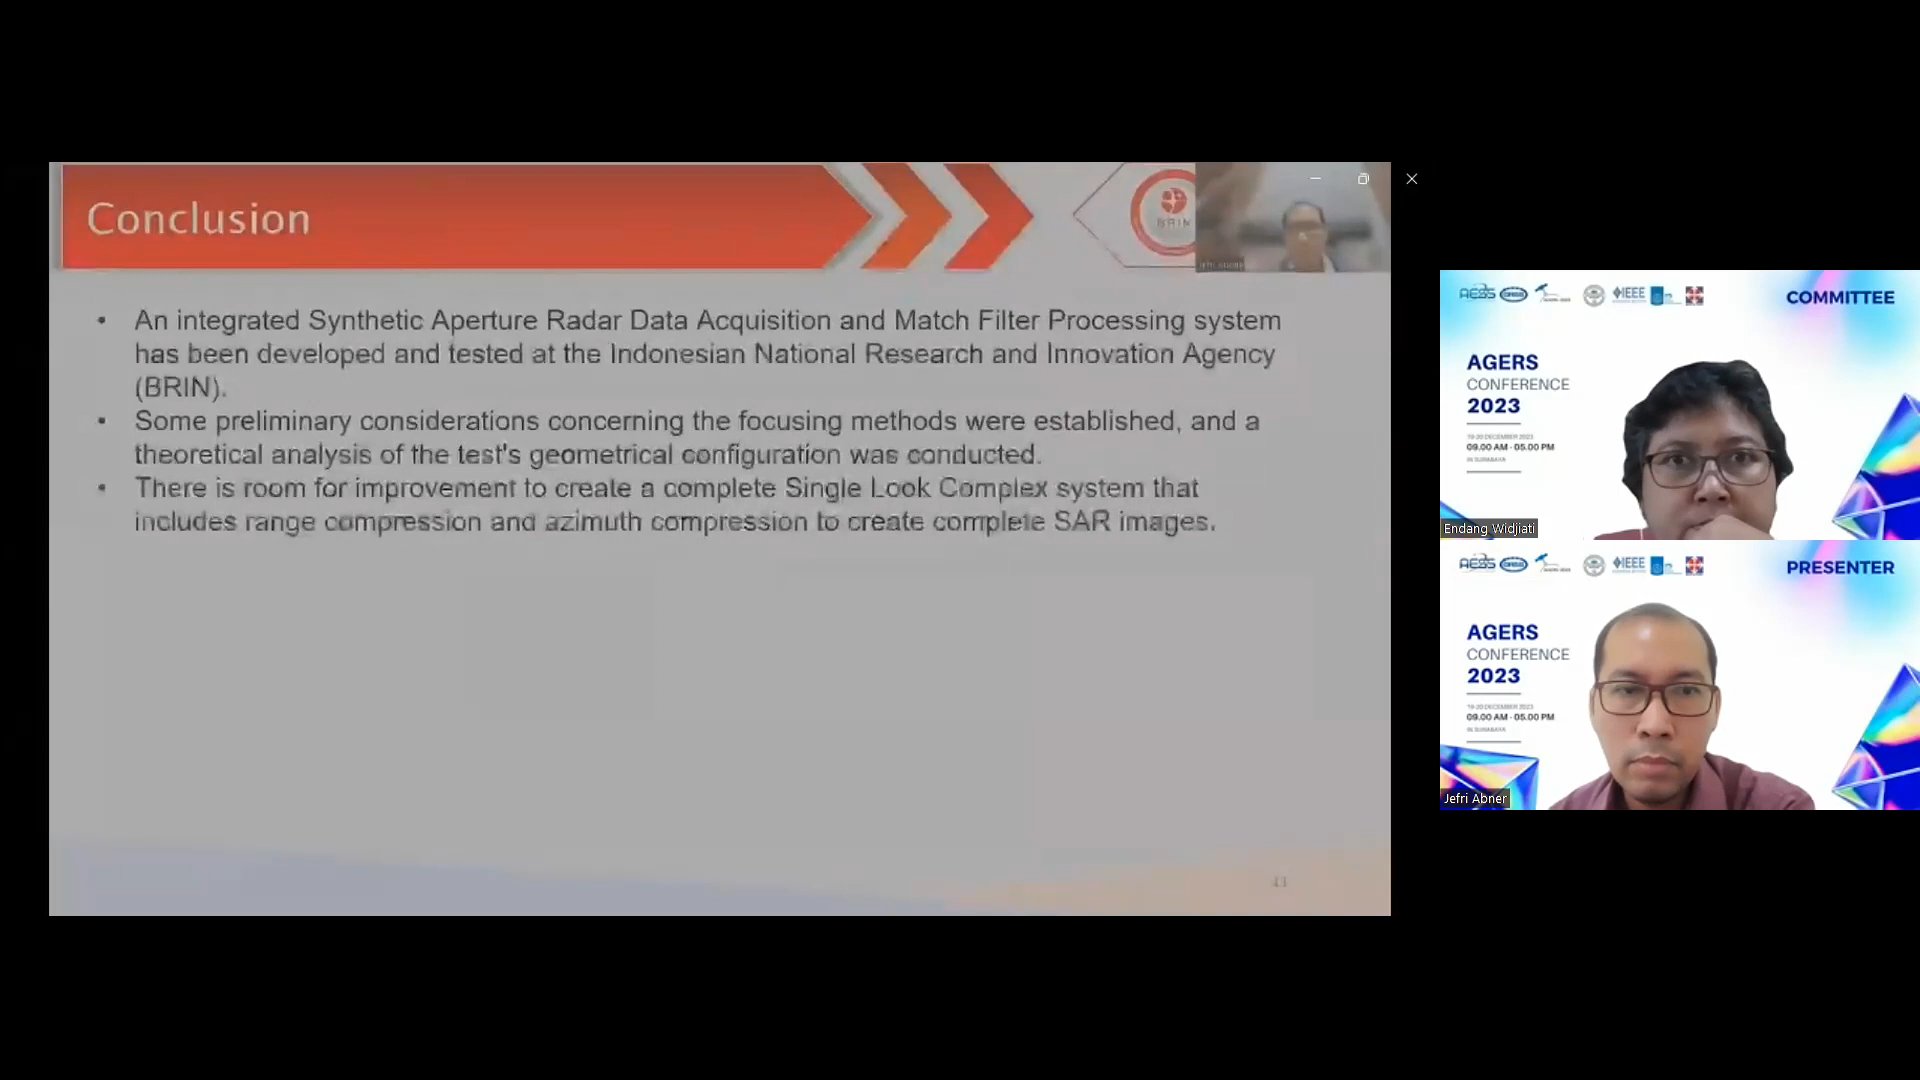 Conclusion
BRIN
• An integrated Synthetic Aperture Radar Data Acquisition and Match Filter Processing system
has been developed and tested at the Indonesian National Research and Innovation Agency
(BRIN).
• Some preliminary considerations concerning the focusing methods were established, and a
theoretical analysis of the test's geometrical configuration was conducted.
• There is room for improvement to create a complete Single Look Complex system that
includes range compression and azimuth compression to create complete SAR images.
AESS
IEEE
COMMITTEE
AGERS
CONFERENCE
2023
19-20 DECEMBER 2023
09.00 AM - 05.00 PM
IN SURABAYA
Endang Widjiati
AESS
IEEE
PRESENTER
AGERS
CONFERENCE
2023
19-20 DECEMBER 2023
09.00 AM - 05.00 PM
IN SURABAYA
Jefri Abner